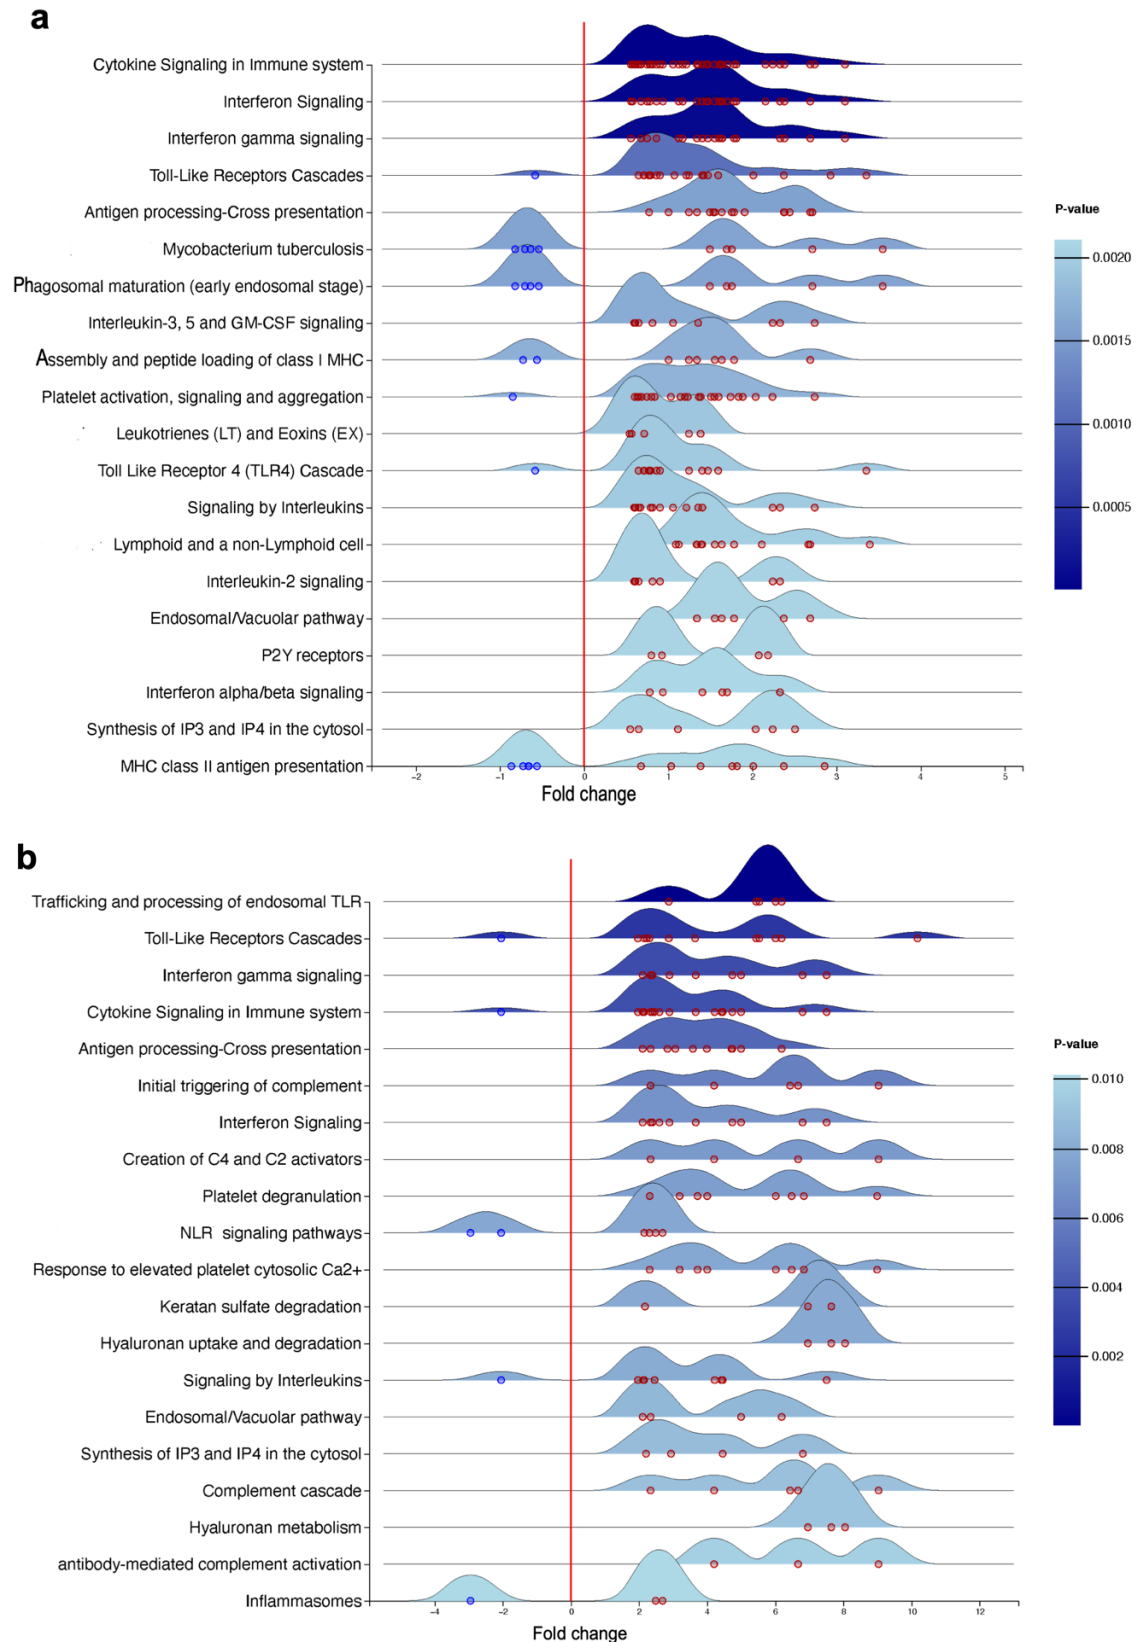 a
Cytokine Signaling in Immune system
Interferon Signaling
Interferon gamma signaling
Toll-Like Receptors Cascades
Antigen processing-Cross presentation
Mycobacterium tuberculosis
Phagosomal maturation (early endosomal stage)
Interleukin-3, 5 and GM-CSF signaling
Assembly and peptide loading of class I MHC
Platelet activation, signaling and aggregation
Leukotrienes (LT) and Eoxins (EX)
Toll Like Receptor 4 (TLR4) Cascade
Signaling by Interleukins
Lymphoid and a non-Lymphoid cell
Interleukin-2 signaling
Endosomal/Vacuolar pathway
P2Y receptors
Interferon alpha/beta signaling
Synthesis of IP3 and IP4 in the cytosol
MHC class II antigen presentation
-2 -1 0 1 2 3 4 5
Fold change
P-value
0.0020
0.0015
0.0010
0.0005
b
Trafficking and processing of endosomal TLR
Toll-Like Receptors Cascades
Interferon gamma signaling
Cytokine Signaling in Immune system
Antigen processing-Cross presentation
Initial triggering of complement
Interferon Signaling
Creation of C4 and C2 activators
Platelet degranulation
NLR signaling pathways
Response to elevated platelet cytosolic Ca2+
Keratan sulfate degradation
Hyaluronan uptake and degradation
Signaling by Interleukins
Endosomal/Vacuolar pathway
Synthesis of IP3 and IP4 in the cytosol
Complement cascade
Hyaluronan metabolism
antibody-mediated complement activation
Inflammasomes
-4 -2 0 2 4 6 8 10 12
Fold change
P-value
0.010
0.008
0.006
0.004
0.002